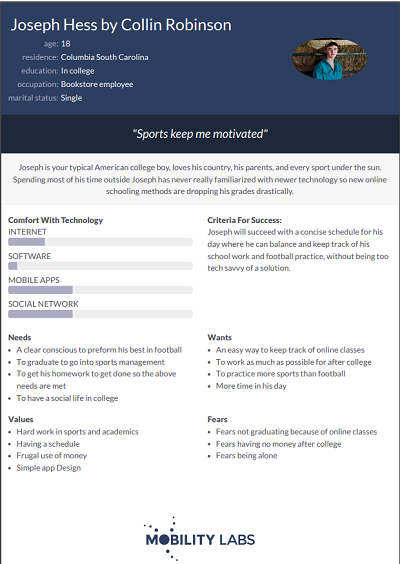 Joseph Hess by Collin Robinson
age: 18
residence: Columbia South Carolina
education: In college
occupation: Bookstore employee
marital status: Single
"Sports keep me motivated"
Joseph is your typical American college boy, loves his country, his parents, and every sport under the sun.
Spending most of his time outside Joseph has never really familiarized with newer technology so new online
schooling methods are dropping his grades drastically.
Comfort With Technology
INTERNET
SOFTWARE
MOBILE APPS
SOCIAL NETWORK
Criteria For Success:
Joseph will succeed with a concise schedule for his
day where he can balance and keep track of his
school work and football practice, without being too
tech savvy of a solution.
Needs
• A clear conscious to preform his best in football
• To graduate to go into sports management
• To get his homework to get done so the above
needs are met
• To have a social life in college
Wants
• An easy way to keep track of online classes
• To work as much as possible for after college
• To practice more sports than football
• More time in his day
Values
• Hard work in sports and academics
• Having a schedule
• Frugal use of money
• Simple app Design
Fears
• Fears not graduating because of online classes
• Fears having no money after college
• Fears being alone
MOBILITY LABS